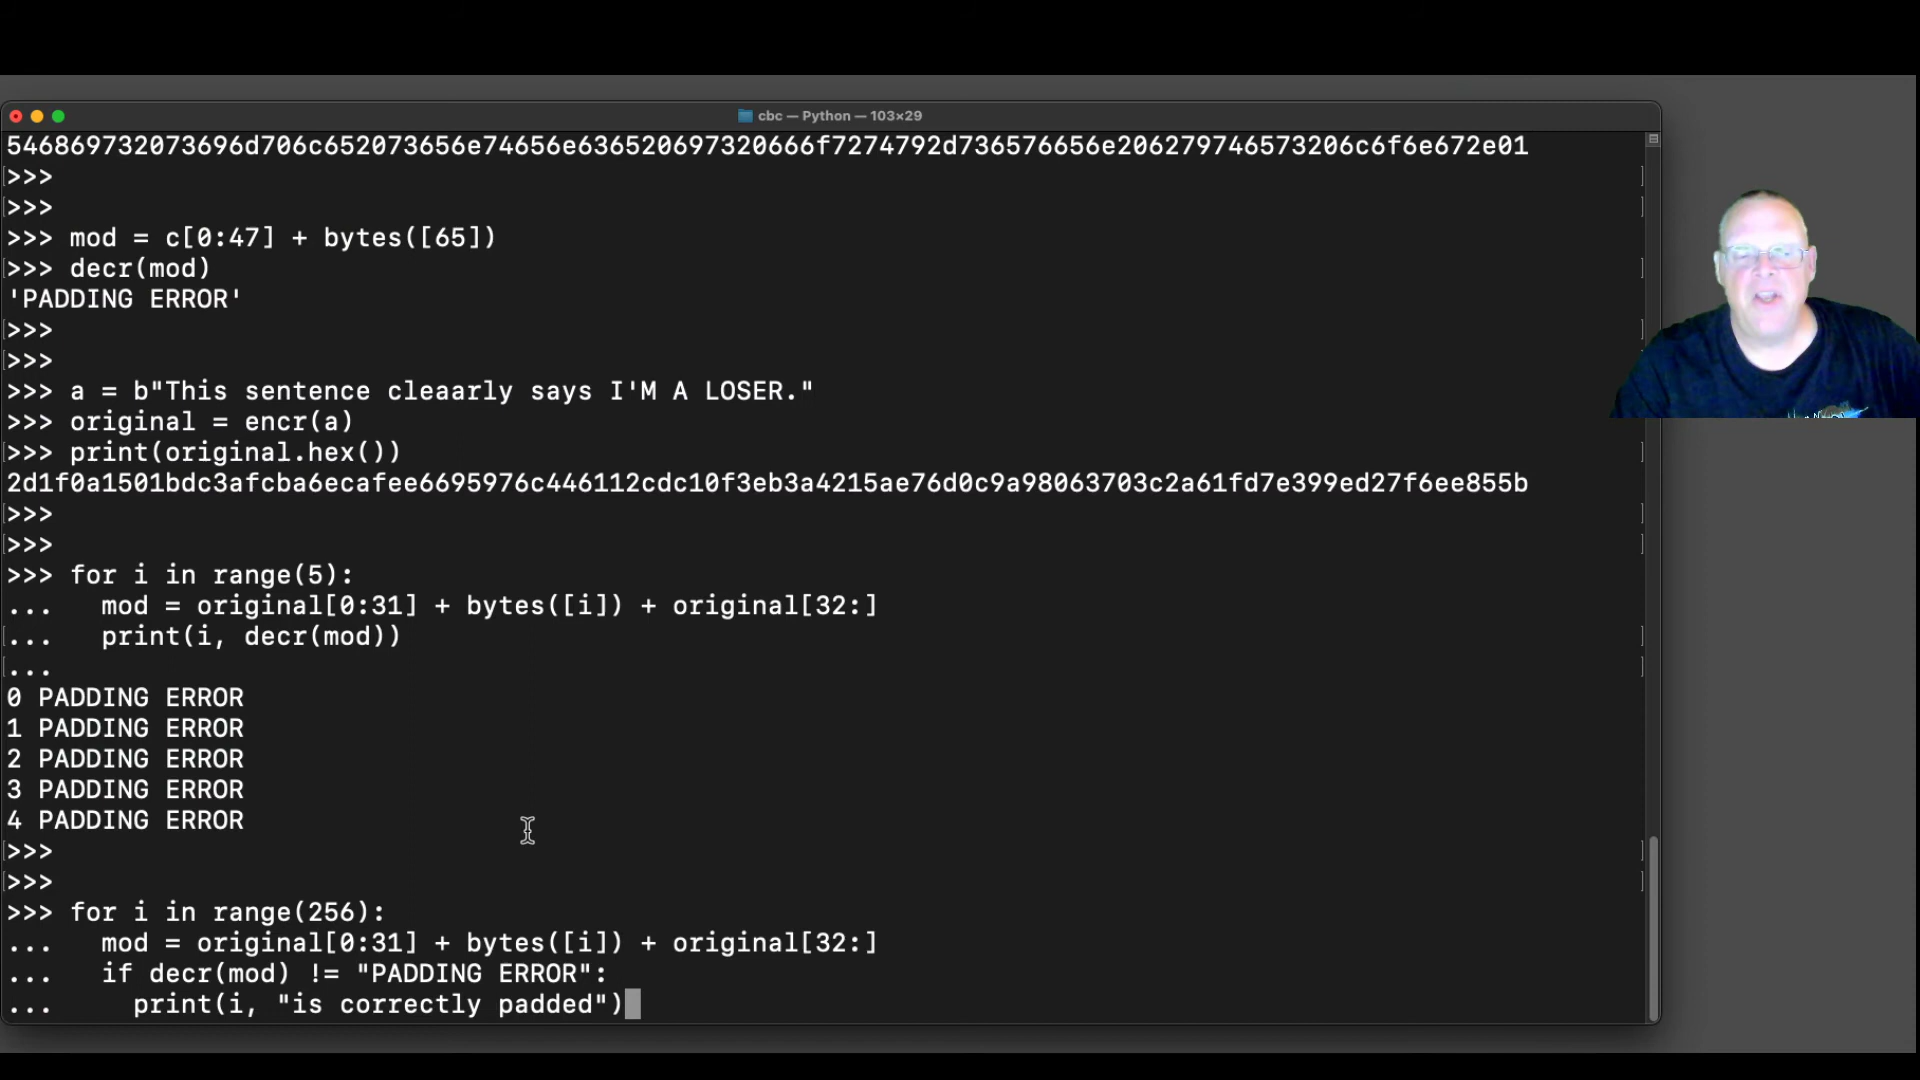 cbc — Python — 103×29
546869732073696d706c652073656e74656e636520697320666f7274792d736576656e206279746573206c6f6e672e01
>>>
>>>
>>> mod = c[0:47] + bytes([65])
>>> decr(mod)
'PADDING ERROR'
>>>
>>>
>>> a = b"This sentence cleaarly says I'M A LOSER."
>>> original = encr(a)
>>> print(original.hex())
2d1f0a1501bdc3afcba6ecafee6695976c446112cdc10f3eb3a4215ae76d0c9a98063703c2a61fd7e399ed27f6ee855b
>>>
>>>
>>> for i in range(5):
...   mod = original[0:31] + bytes([i]) + original[32:]
...   print(i, decr(mod))
...
0 PADDING ERROR
1 PADDING ERROR
2 PADDING ERROR
3 PADDING ERROR
4 PADDING ERROR
>>>
>>>
>>> for i in range(256):
...   mod = original[0:31] + bytes([i]) + original[32:]
...   if decr(mod) != "PADDING ERROR":
...     print(i, "is correctly padded")